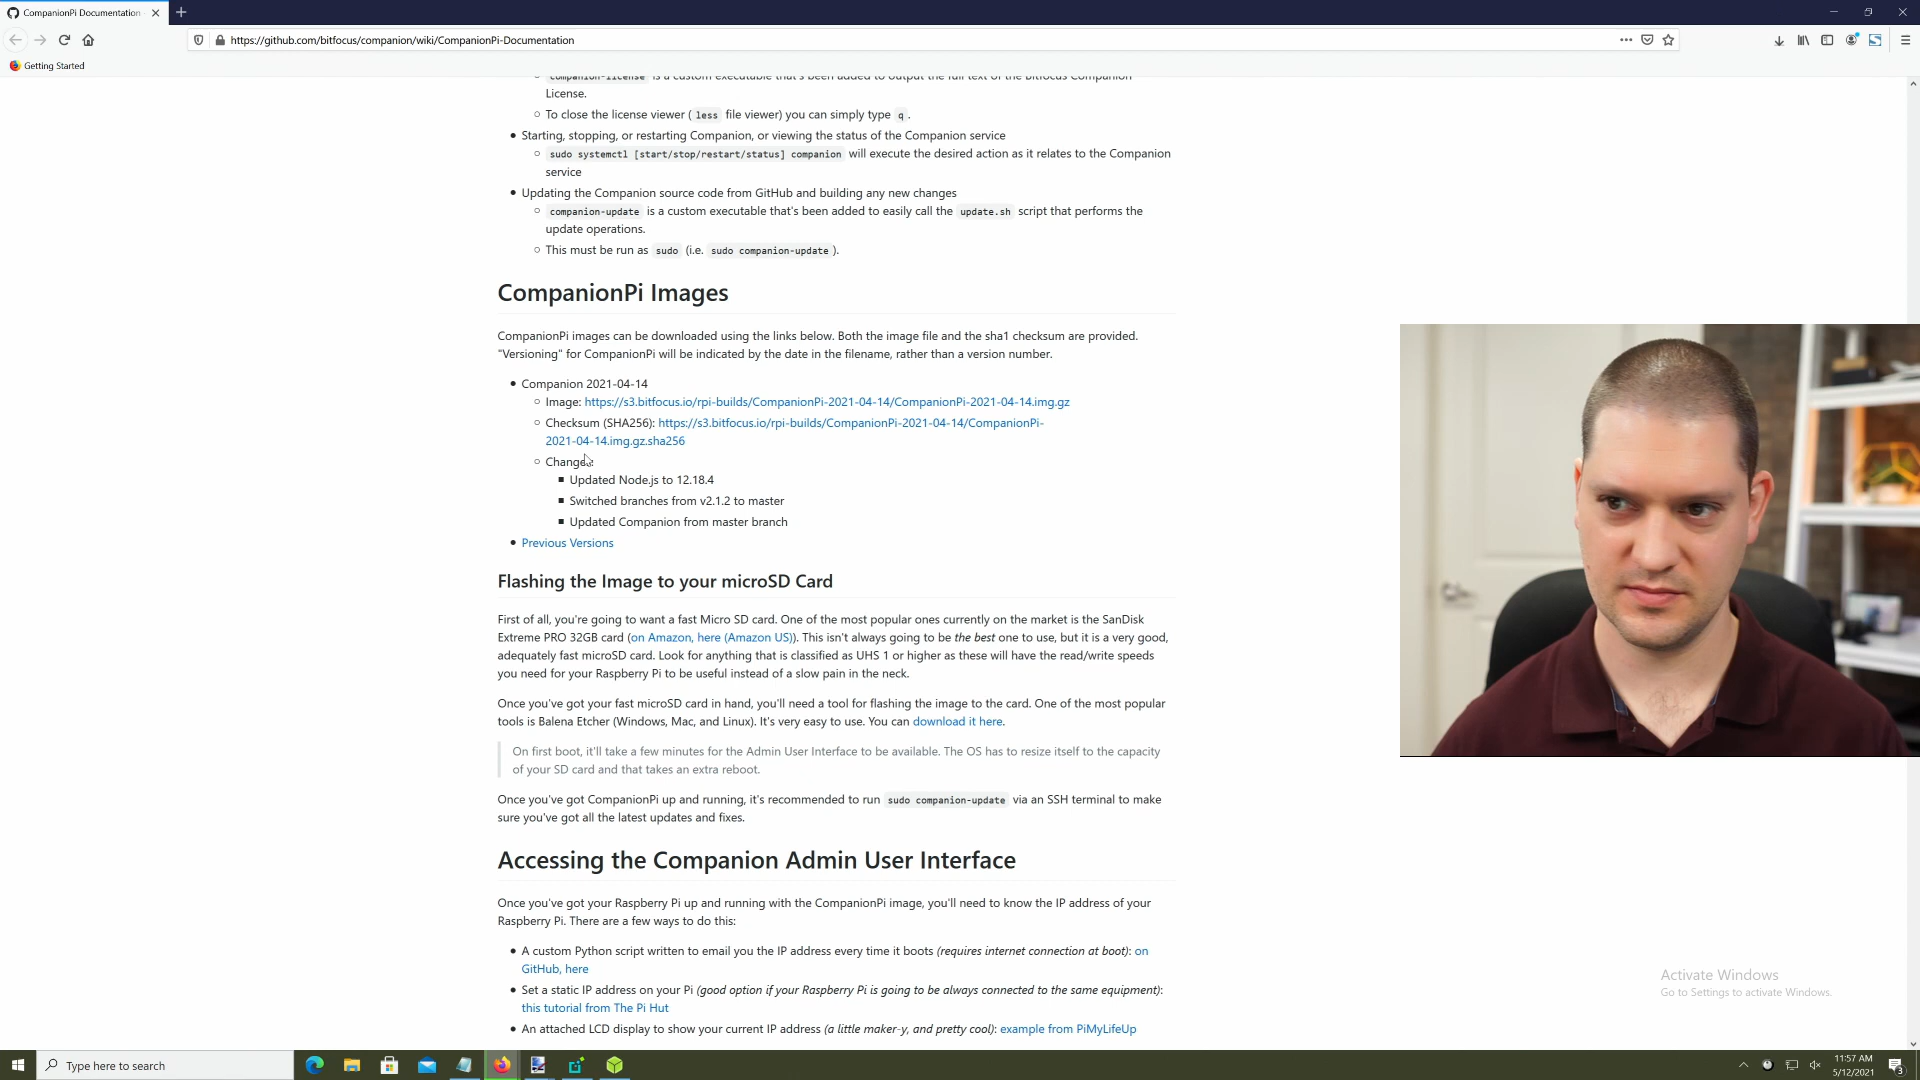 CompanionPi Documentation
https://github.com/bitfocus/companion/wiki/CompanionPi-Documentation
Getting Started
companion-license is a custom executable that's been added to output the full text of the Bitfocus Companion
License.
To close the license viewer ( less file viewer) you can simply type q .
Starting, stopping, or restarting Companion, or viewing the status of the Companion service
sudo systemctl [start/stop/restart/status] companion will execute the desired action as it relates to the Companion
service
Updating the Companion source code from GitHub and building any new changes
companion-update is a custom executable that's been added to easily call the update.sh script that performs the
update operations.
This must be run as sudo (i.e. sudo companion-update ).
CompanionPi Images
CompanionPi images can be downloaded using the links below. Both the image file and the sha1 checksum are provided.
"Versioning" for CompanionPi will be indicated by the date in the filename, rather than a version number.
Companion 2021-04-14
Image: https://s3.bitfocus.io/rpi-builds/CompanionPi-2021-04-14/CompanionPi-2021-04-14.img.gz
Checksum (SHA256): https://s3.bitfocus.io/rpi-builds/CompanionPi-2021-04-14/CompanionPi-
2021-04-14.img.gz.sha256
Changes:
Updated Node.js to 12.18.4
Switched branches from v2.1.2 to master
Updated Companion from master branch
Previous Versions
Flashing the Image to your microSD Card
First of all, you're going to want a fast Micro SD card. One of the most popular ones currently on the market is the SanDisk
Extreme PRO 32GB card (on Amazon, here (Amazon US)). This isn't always going to be the best one to use, but it is a very good,
adequately fast microSD card. Look for anything that is classified as UHS 1 or higher as these will have the read/write speeds
you need for your Raspberry Pi to be useful instead of a slow pain in the neck.
Once you've got your fast microSD card in hand, you'll need a tool for flashing the image to the card. One of the most popular
tools is Balena Etcher (Windows, Mac, and Linux). It's very easy to use. You can download it here.
On first boot, it'll take a few minutes for the Admin User Interface to be available. The OS has to resize itself to the capacity
of your SD card and that takes an extra reboot.
Once you've got CompanionPi up and running, it's recommended to run sudo companion-update via an SSH terminal to make
sure you've got all the latest updates and fixes.
Accessing the Companion Admin User Interface
Once you've got your Raspberry Pi up and running with the CompanionPi image, you'll need to know the IP address of your
Raspberry Pi. There are a few ways to do this:
A custom Python script written to email you the IP address every time it boots (requires internet connection at boot): on
GitHub, here
Set a static IP address on your Pi (good option if your Raspberry Pi is going to be always connected to the same equipment):
this tutorial from The Pi Hut
An attached LCD display to show your current IP address (a little maker-y, and pretty cool): example from PiMyLifeUp
Activate Windows
Go to Settings to activate Windows.
Type here to search
11:57 AM
5/12/2021
3